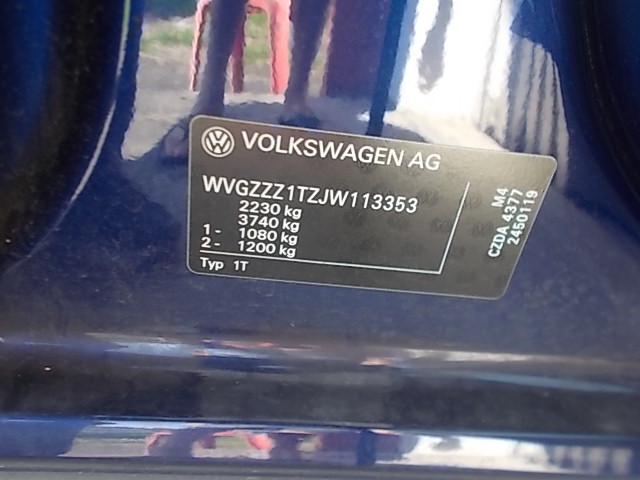 VOLKSWAGEN AG
WVGZZZ1TZJW113353
2230 kg
3740 kg
1 - 1080 kg
2 - 1200 kg
Typ 1T
M4
CZDA 4377
2450119